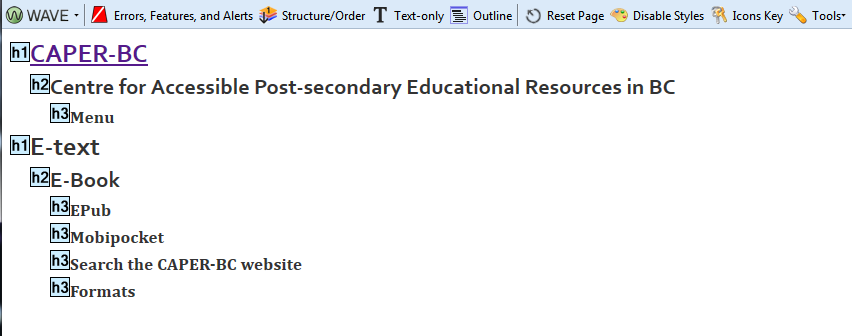 WAVE Errors, Features, and Alerts Structure/Order Text-only Outline Reset Page Disable Styles Icons Key Tools
h1 CAPER-BC
h2 Centre for Accessible Post-secondary Educational Resources in BC
h3 Menu
h1 E-text
h2 E-Book
h3 EPub
h3 Mobipocket
h3 Search the CAPER-BC website
h3 Formats